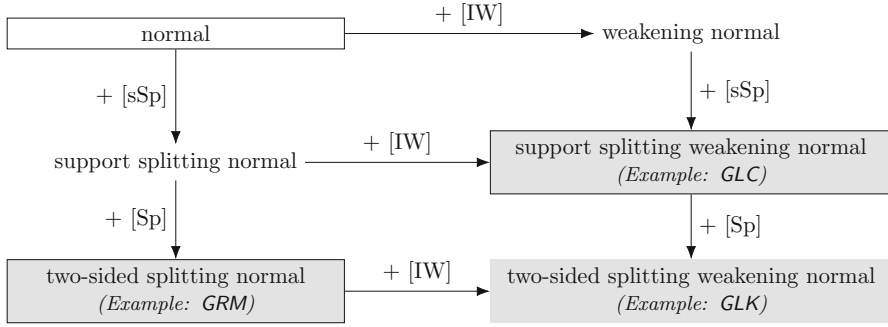 normal
+ [IW]
weakening normal
+ [sSp]
+ [sSp]
support splitting normal
+ [IW]
support splitting weakening normal
(Example: GLC)
+ [Sp]
+ [Sp]
two-sided splitting normal
(Example: GRM)
+ [IW]
two-sided splitting weakening normal
(Example: GLK)